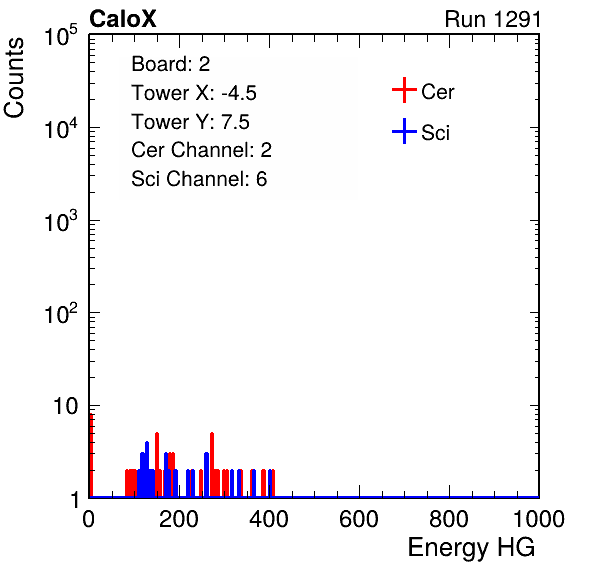 CaloX Run 1291
Counts
10^5
10^4
10^3
10^2
10
1
Board: 2
Tower X: -4.5
Tower Y: 7.5
Cer Channel: 2
Sci Channel: 6
Cer
Sci
0 200 400 600 800 1000
Energy HG